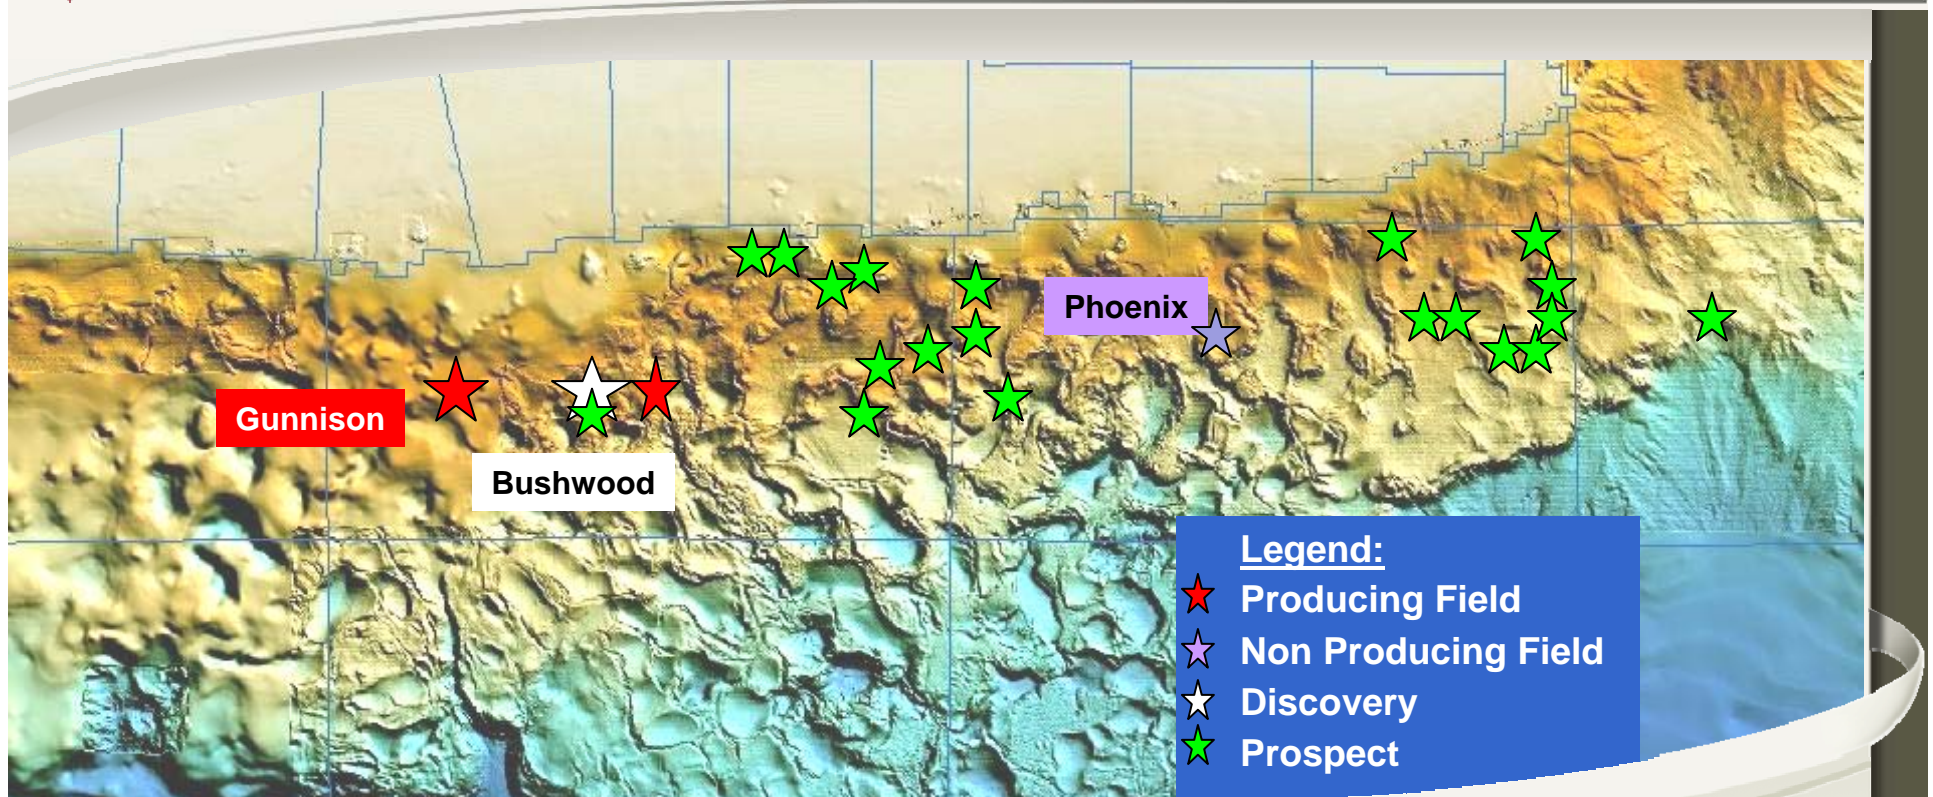 Phoenix
Gunnison
Bushwood
Legend:
Producing Field
Non Producing Field
Discovery
Prospect